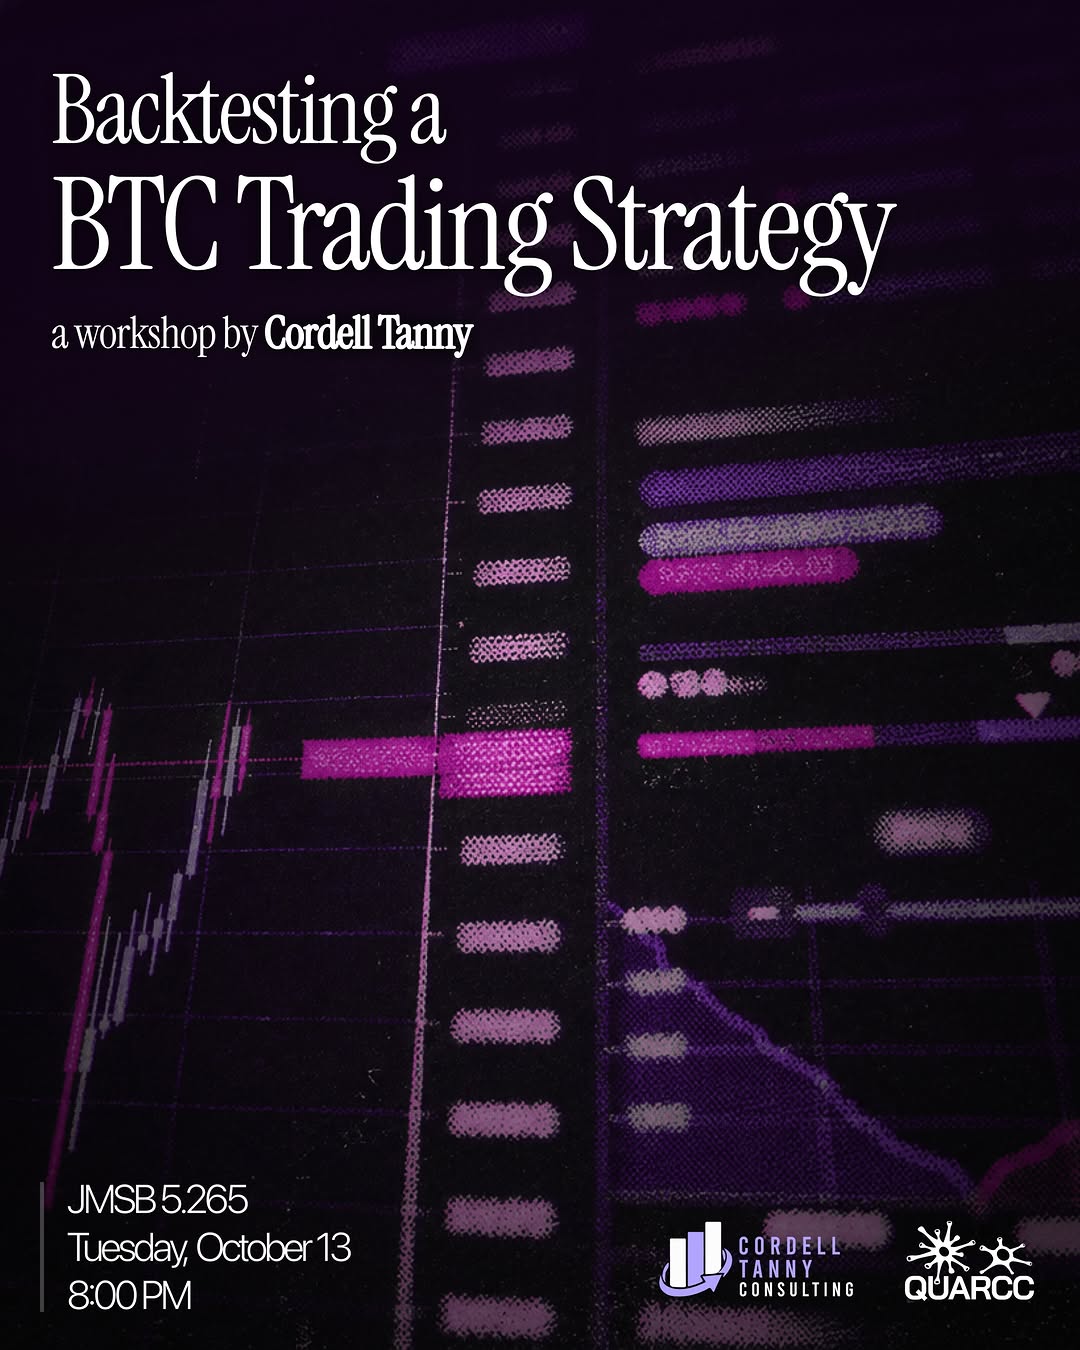 Backtesting a
BTC Trading Strategy
a workshop by Cordell Tanny
JMSB 5.265
Tuesday, October 13
8:00 PM
CORDELL
TANNY
CONSULTING
QUARCC